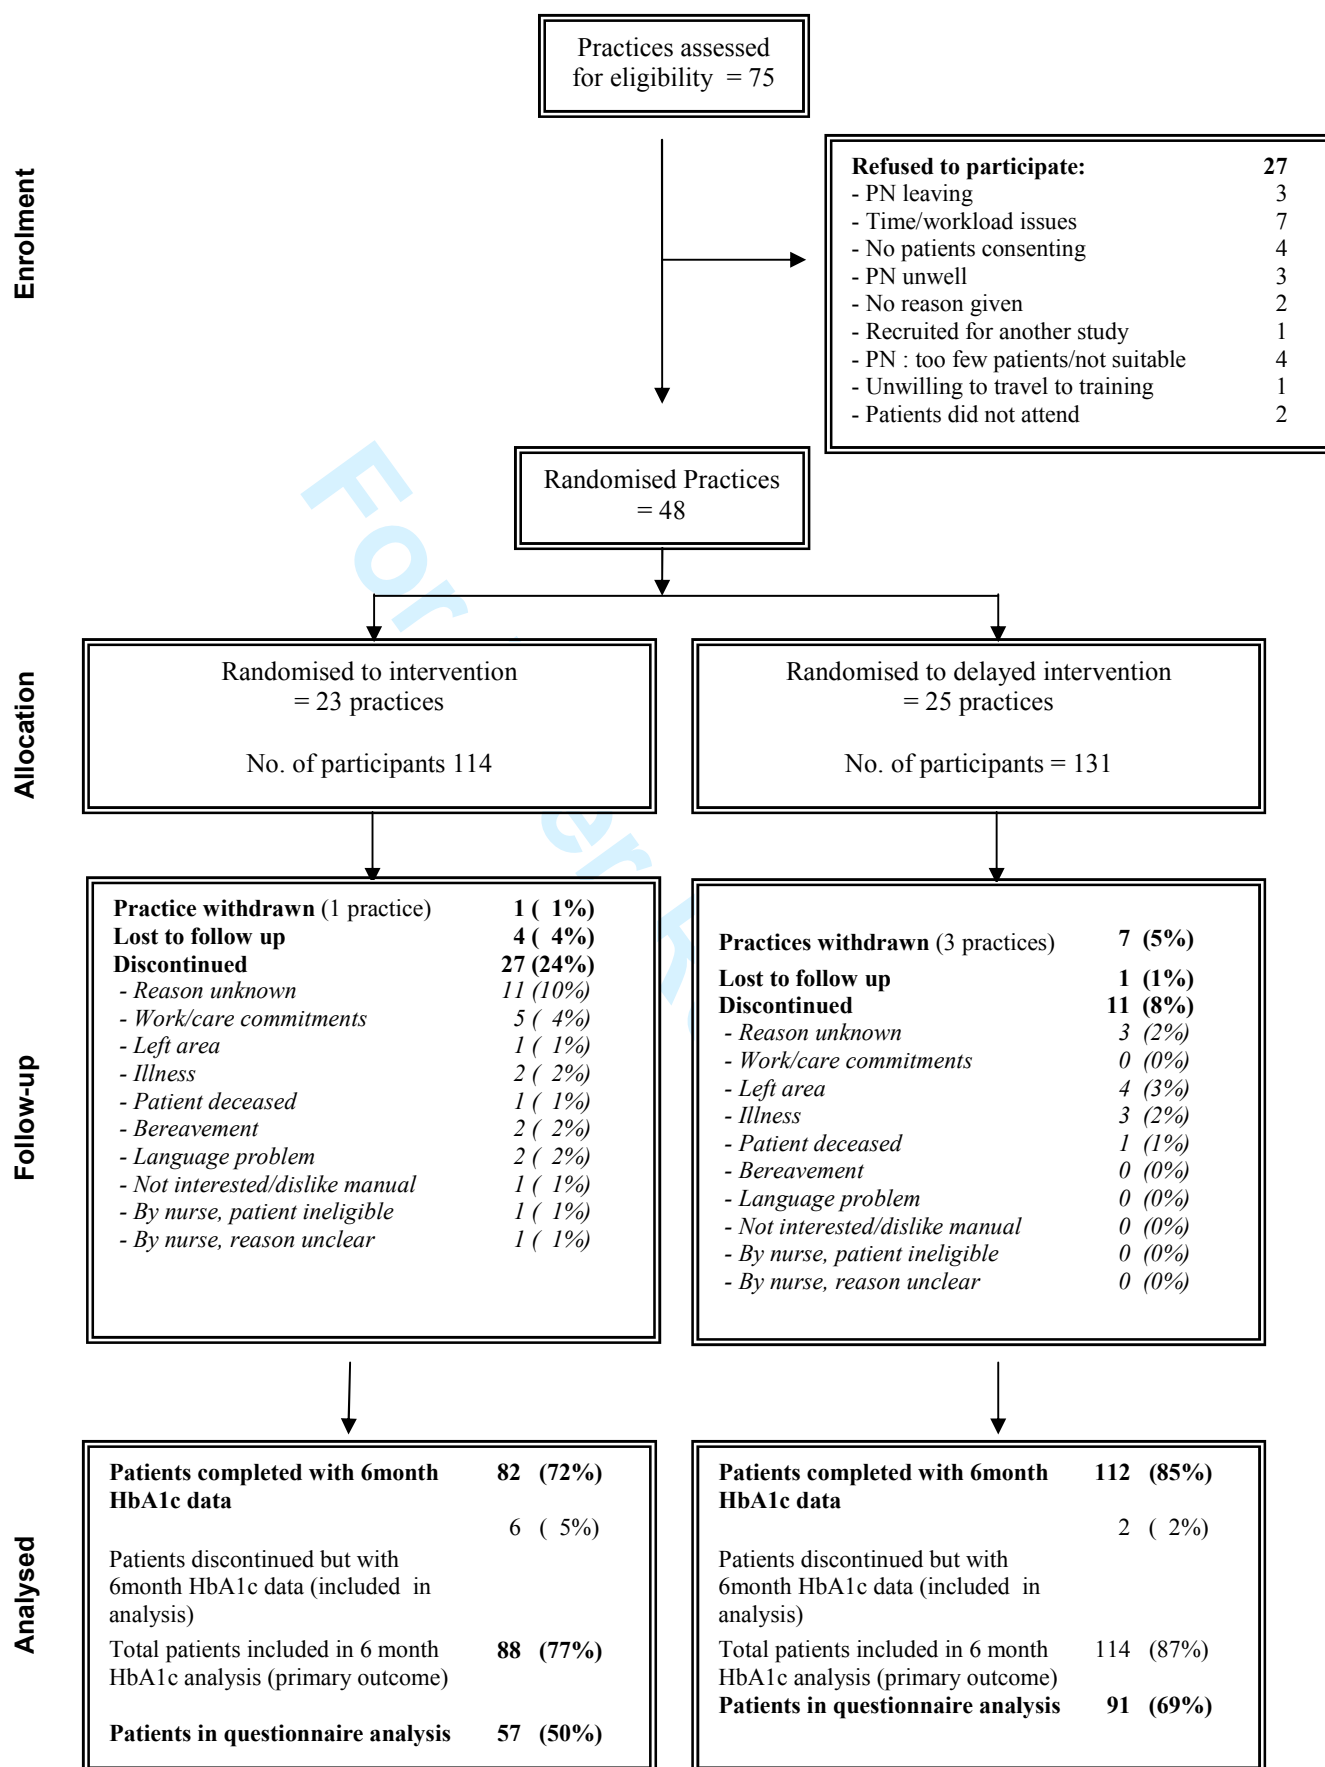 Practices assessed
for eligibility = 75
Enrolment
Refused to participate: 27
- PN leaving 3
- Time/workload issues 7
- No patients consenting 4
- PN unwell 3
- No reason given 2
- Recruited for another study 1
- PN : too few patients/not suitable 4
- Unwilling to travel to training 1
- Patients did not attend 2
Randomised Practices
= 48
Allocation
Randomised to intervention
= 23 practices
No. of participants 114
Randomised to delayed intervention
= 25 practices
No. of participants = 131
Follow-up
Practice withdrawn (1 practice) 1 ( 1%)
Lost to follow up 4 ( 4%)
Discontinued 27 (24%)
- Reason unknown 11 (10%)
- Work/care commitments 5 ( 4%)
- Left area 1 ( 1%)
- Illness 2 ( 2%)
- Patient deceased 1 ( 1%)
- Bereavement 2 ( 2%)
- Language problem 2 ( 2%)
- Not interested/dislike manual 1 ( 1%)
- By nurse, patient ineligible 1 ( 1%)
- By nurse, reason unclear 1 ( 1%)
Practices withdrawn (3 practices) 7 (5%)
Lost to follow up 1 (1%)
Discontinued 11 (8%)
- Reason unknown 3 (2%)
- Work/care commitments 0 (0%)
- Left area 4 (3%)
- Illness 3 (2%)
- Patient deceased 1 (1%)
- Bereavement 0 (0%)
- Language problem 0 (0%)
- Not interested/dislike manual 0 (0%)
- By nurse, patient ineligible 0 (0%)
- By nurse, reason unclear 0 (0%)
Analysed
Patients completed with 6month 82 (72%)
HbA1c data
6 ( 5%)
Patients discontinued but with
6month HbA1c data (included in
analysis)
Total patients included in 6 month 88 (77%)
HbA1c analysis (primary outcome)
Patients in questionnaire analysis 57 (50%)
Patients completed with 6month 112 (85%)
HbA1c data
2 ( 2%)
Patients discontinued but with
6month HbA1c data (included in
analysis)
Total patients included in 6 month 114 (87%)
HbA1c analysis (primary outcome)
Patients in questionnaire analysis 91 (69%)
For